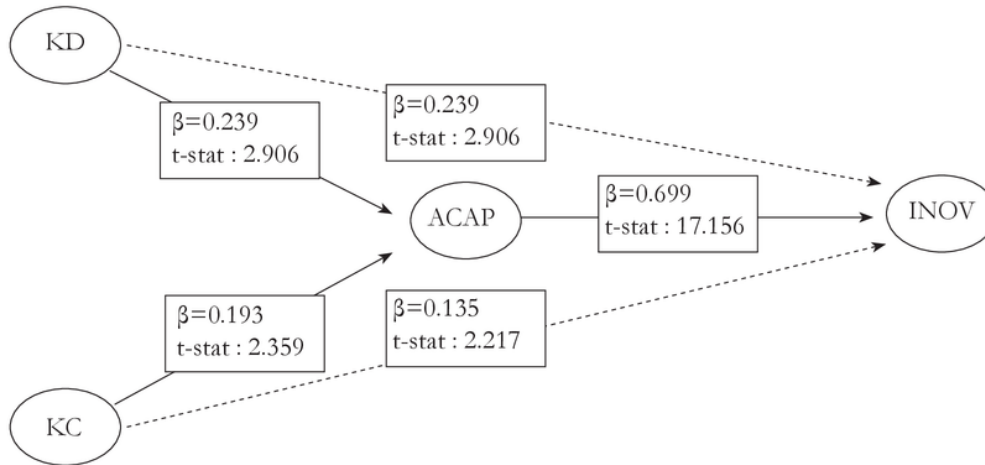 KD
β=0.239
t-stat : 2.906
β=0.239
t-stat : 2.906
ACAP
β=0.699
t-stat : 17.156
INOV
β=0.193
t-stat : 2.359
β=0.135
t-stat : 2.217
KC